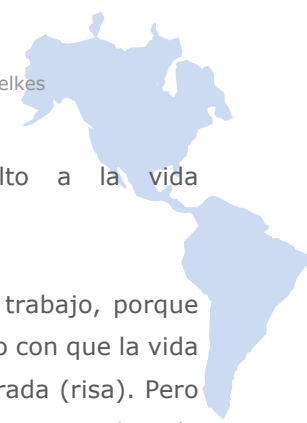 elkes
lto a la vida
trabajo, porque
o con que la vida
rada (risa). Pero